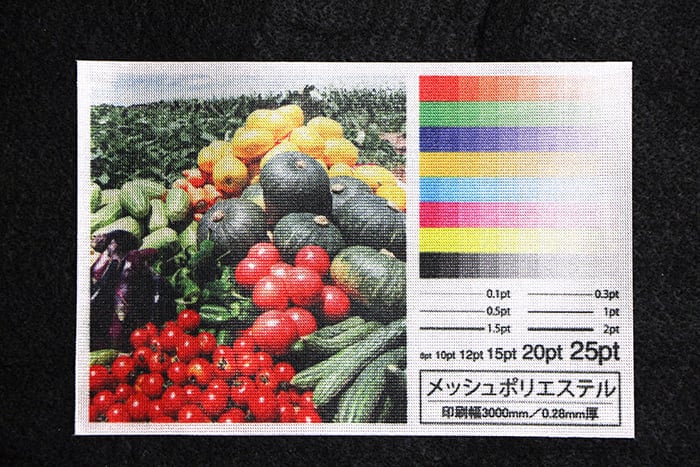 0.1pt 0.3pt
0.5pt 1pt
1.5pt 2pt
8pt 10pt 12pt 15pt 20pt 25pt
メッシュポリエステル
印刷幅3000mm／0.28mm厚